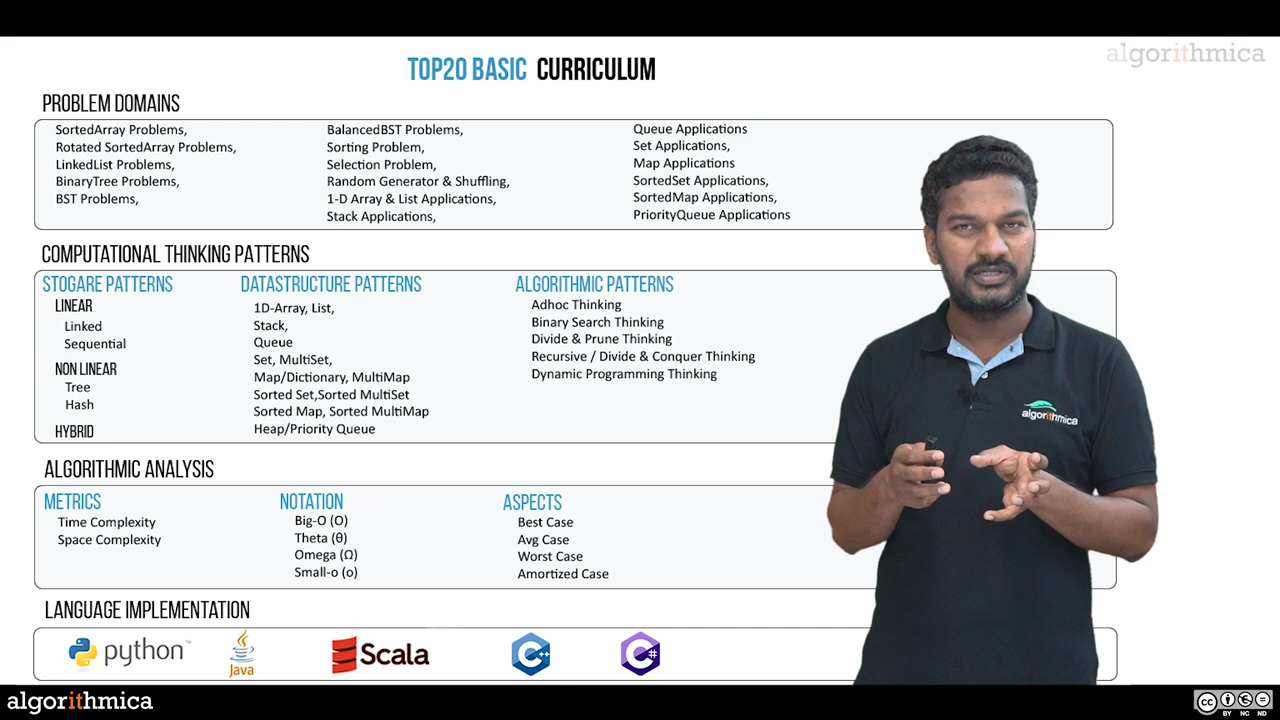 algorithmica
TOP20 BASIC CURRICULUM
PROBLEM DOMAINS
SortedArray Problems,
Rotated SortedArray Problems,
LinkedList Problems,
BinaryTree Problems,
BST Problems,
BalancedBST Problems,
Sorting Problem,
Selection Problem,
Random Generator & Shuffling,
1-D Array & List Applications,
Stack Applications,
Queue Applications
Set Applications,
Map Applications
SortedSet Applications,
SortedMap Applications,
PriorityQueue Applications
COMPUTATIONAL THINKING PATTERNS
STOGARE PATTERNS
LINEAR
Linked
Sequential
NON LINEAR
Tree
Hash
HYBRID
DATASTRUCTURE PATTERNS
1D-Array, List,
Stack,
Queue
Set, MultiSet,
Map/Dictionary, MultiMap
Sorted Set,Sorted MultiSet
Sorted Map, Sorted MultiMap
Heap/Priority Queue
ALGORITHMIC PATTERNS
Adhoc Thinking
Binary Search Thinking
Divide & Prune Thinking
Recursive / Divide & Conquer Thinking
Dynamic Programming Thinking
algorithmica
ALGORITHMIC ANALYSIS
METRICS
Time Complexity
Space Complexity
NOTATION
Big-O (O)
Theta (θ)
Omega (Ω)
Small-o (o)
ASPECTS
Best Case
Avg Case
Worst Case
Amortized Case
LANGUAGE IMPLEMENTATION
python™
Java
Scala
C++
C#
algorithmica
cc
BY NC ND